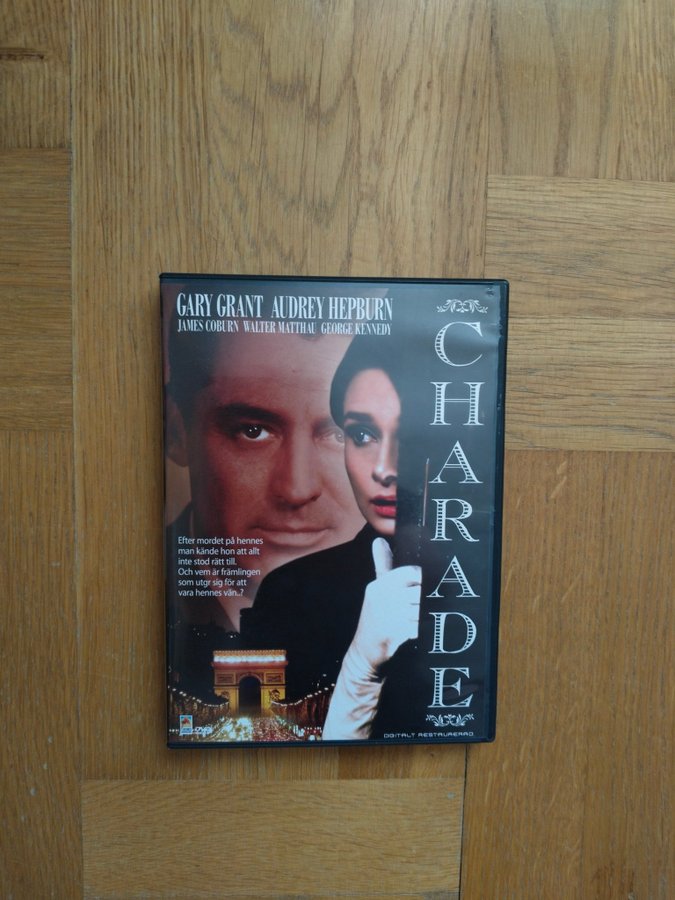 GARY GRANT AUDREY HEPBURN
JAMES COBURN WALTER MATTHAU GEORGE KENNEDY
CHARADE
Efter mordet på hennes
man kände hon att allt
inte stod rätt till.
Och vem är främlingen
som utgr sig för att
vara hennes vän..?
DIGITALT RESTAURERAD